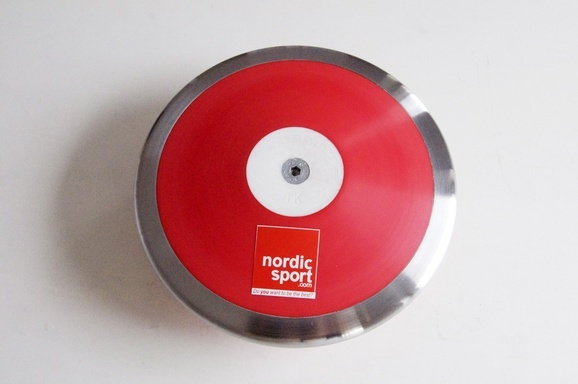 nordic
sport
.com
Do you want to be the best?